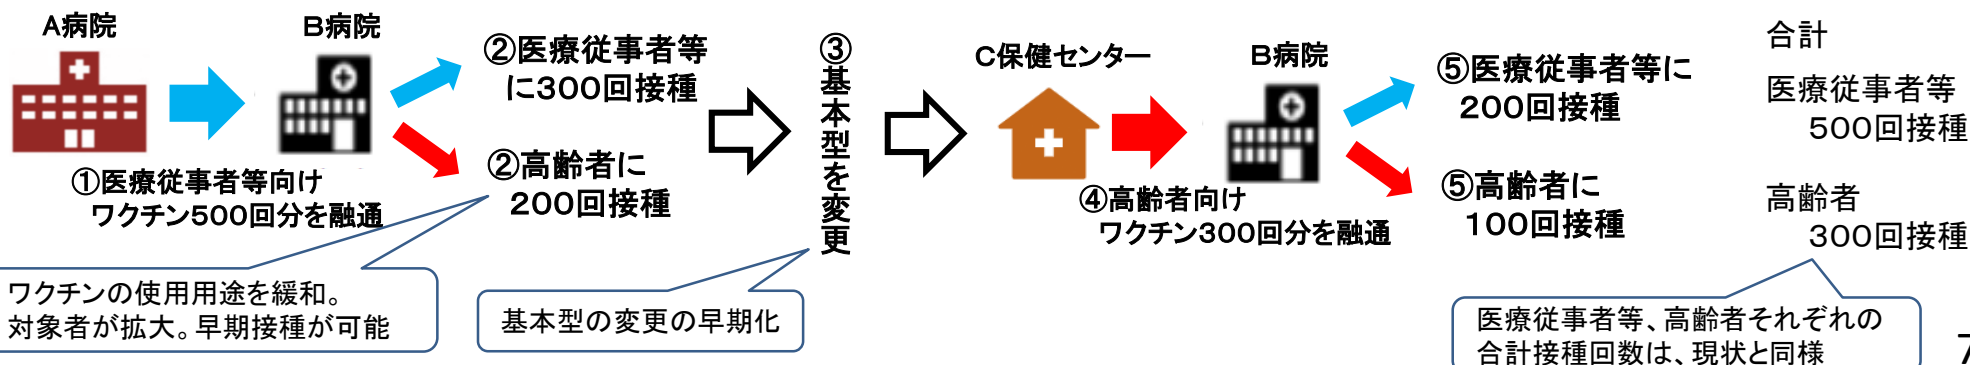 A病院
B病院
①医療従事者等向け
ワクチン500回分を融通
②医療従事者等
に300回接種
②高齢者に
200回接種
ワクチンの使用用途を緩和。
対象者が拡大。早期接種が可能
③基本型を変更
基本型の変更の早期化
C保健センター
B病院
④高齢者向け
ワクチン300回分を融通
⑤医療従事者等に
200回接種
⑤高齢者に
100回接種
合計
医療従事者等
500回接種
高齢者
300回接種
医療従事者等、高齢者それぞれの
合計接種回数は、現状と同様
7